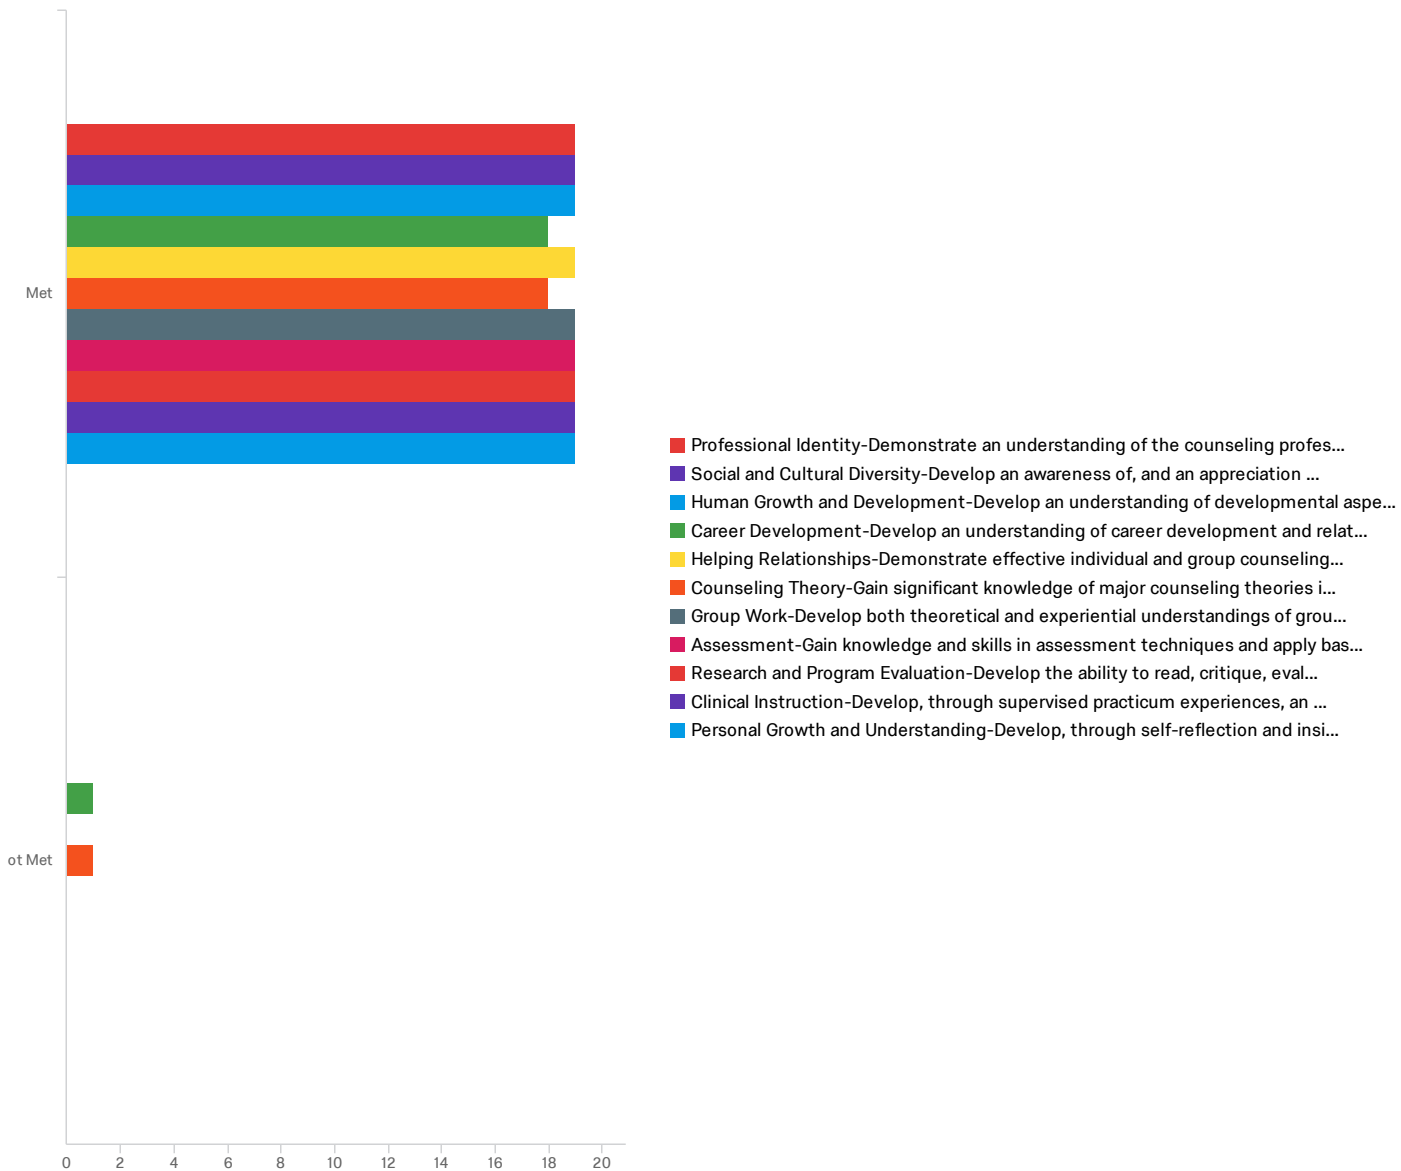 Met
Professional Identity-Demonstrate an understanding of the counseling profes...
Social and Cultural Diversity-Develop an awareness of, and an appreciation ...
Human Growth and Development-Develop an understanding of developmental aspe...
Career Development-Develop an understanding of career development and relat...
Helping Relationships-Demonstrate effective individual and group counseling...
Counseling Theory-Gain significant knowledge of major counseling theories i...
Group Work-Develop both theoretical and experiential understandings of grou...
Assessment-Gain knowledge and skills in assessment techniques and apply bas...
Research and Program Evaluation-Develop the ability to read, critique, eval...
Clinical Instruction-Develop, through supervised practicum experiences, an ...
Personal Growth and Understanding-Develop, through self-reflection and insi...
ot Met
0 2 4 6 8 10 12 14 16 18 20